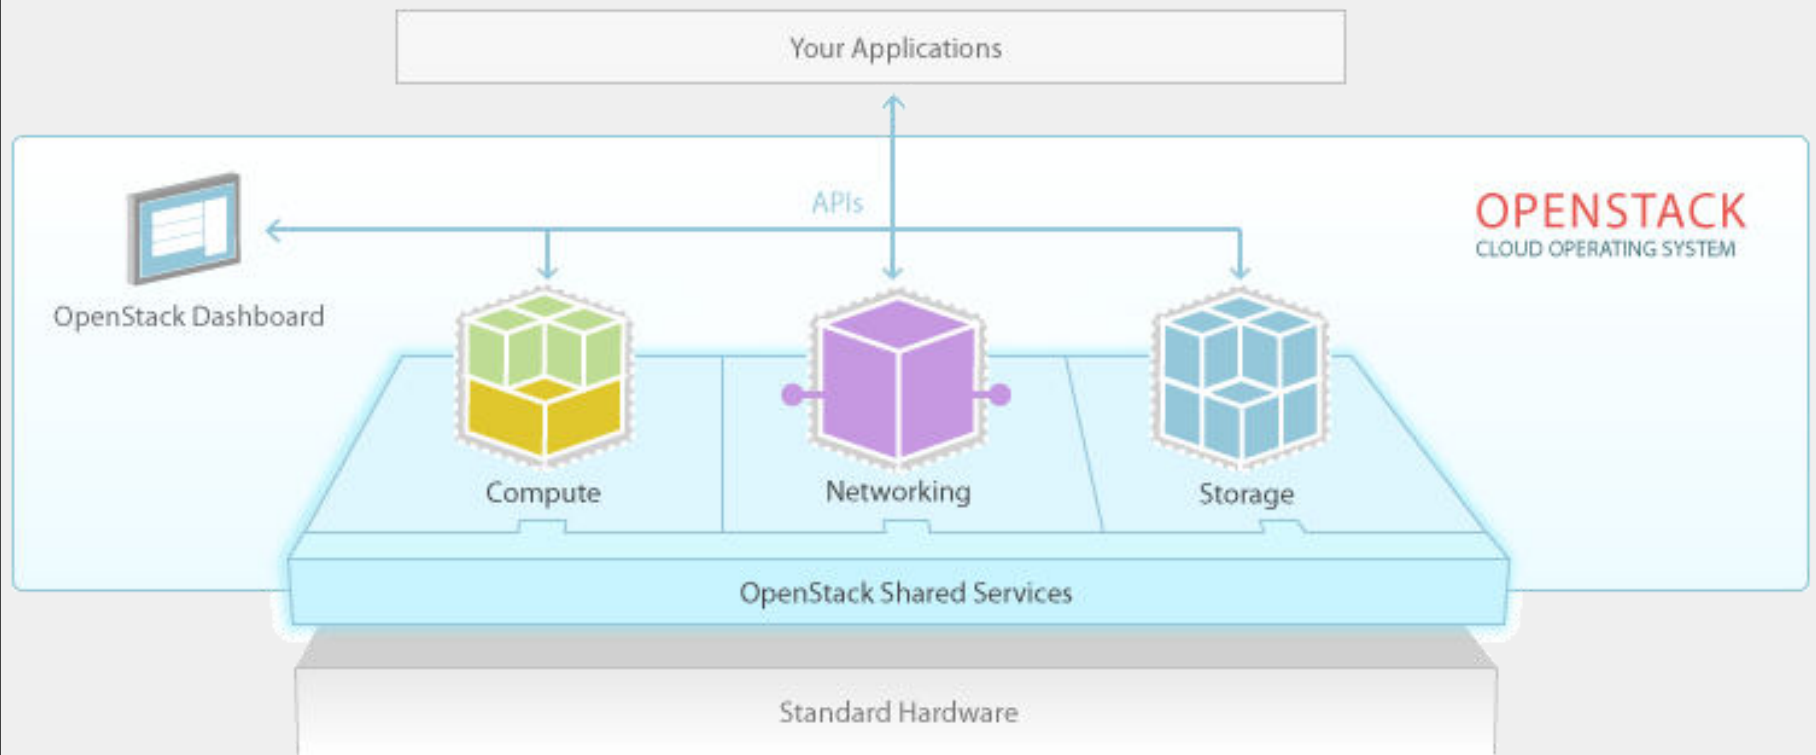 Your Applications
APIs
OPENSTACK
CLOUD OPERATING SYSTEM
OpenStack Dashboard
Compute
Networking
Storage
OpenStack Shared Services
Standard Hardware